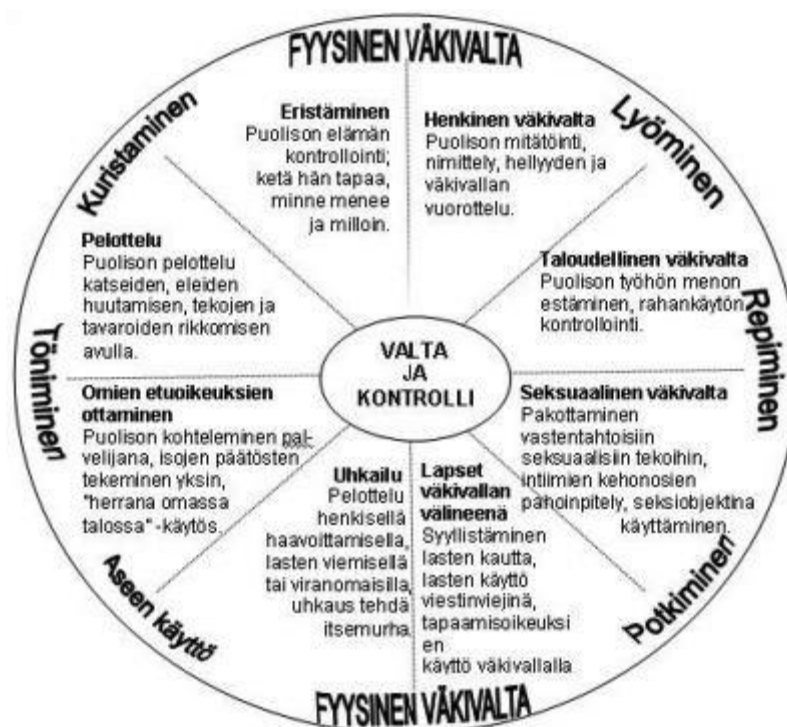 FYYSINEN VÄKIVALTA
Kuristaminen
Lyöminen
Eristäminen
Puolison elämän
kontrollointi;
ketä hän tapaa,
minne menee
ja milloin.
Henkinen väkivalta
Puolison mitätöinti,
nimittely, hellyyden ja
väkivallan
vuorottelu.
Pelottelu
Puolison pelottelu
katseiden, eleiden
huutamisen, tekojen ja
tavaroiden rikkomisen
avulla.
Taloudellinen väkivalta
Puolison työhön menon
estäminen, rahankäytön
kontrollointi.
Töniminen
Repiminen
VALTA
JA
KONTROLLI
Omien etuoikeuksien
ottaminen
Puolison kohteleminen pal-
velijana, isojen päätösten
tekeminen yksin,
"herrana omassa
talossa" -käytös.
Seksuaalinen väkivalta
Pakottaminen
vastentahtoisiin
seksuaalisiin tekoihin,
intiimien kehonosien
pahoinpitely, seksiobjektina
käyttäminen.
Uhkailu
Pelottelu
henkisellä
haavoittamisella,
lasten viemisellä
tai viranomaisilla,
uhkaus tehdä
itsemurha
Lapset
väkivallan
välineenä
Syyllistäminen
lasten kautta,
lasten käyttö
viestinviejinä,
tapaamisoikeuksi
en
käyttö väkivallalla
Aseen käyttö
Potkiminen
FYYSINEN VÄKIVALTA